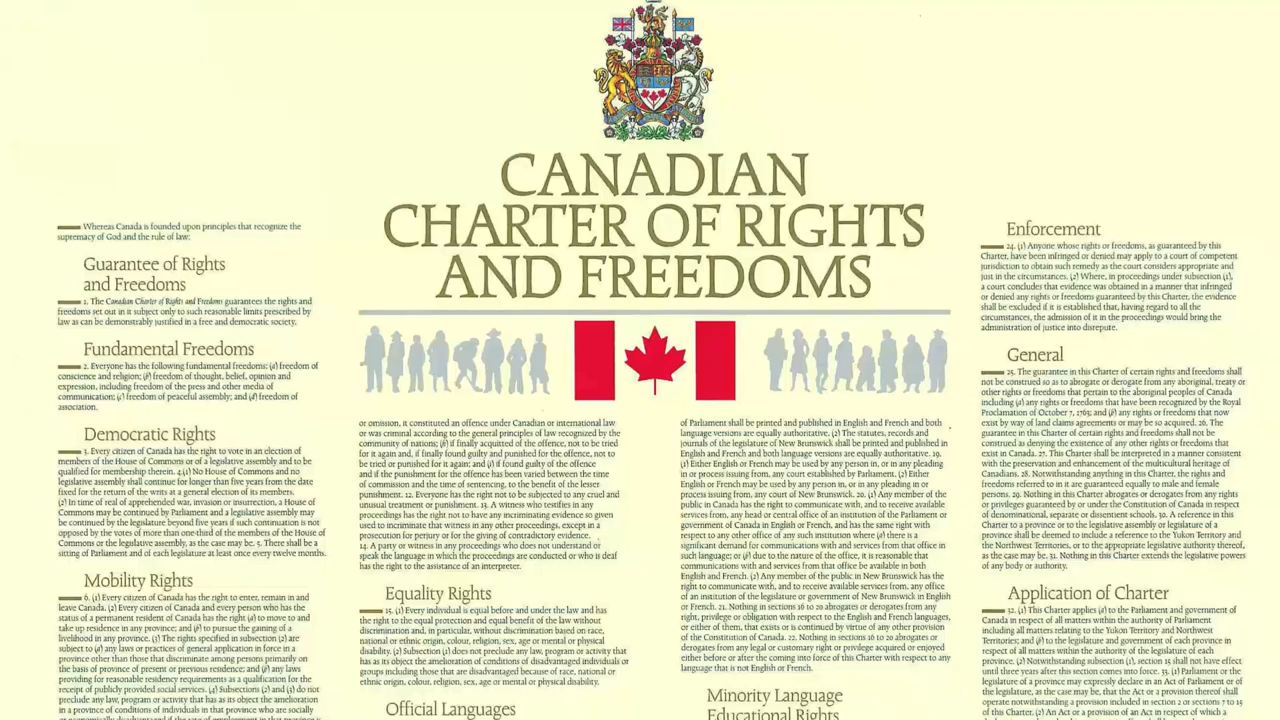 CANADIAN
CHARTER OF RIGHTS
AND FREEDOMS
Whereas Canada is founded upon principles that recognize the
supremacy of God and the rule of law:
Guarantee of Rights
and Freedoms
1. The Canadian Charter of Rights and Freedoms guarantees the rights and
freedoms set out in it subject only to such reasonable limits prescribed by
law as can be demonstrably justified in a free and democratic society.
Fundamental Freedoms
2. Everyone has the following fundamental freedoms: (a) freedom of
conscience and religion; (b) freedom of thought, belief, opinion and
expression, including freedom of the press and other media of
communication; (c) freedom of peaceful assembly; and (d) freedom of
association.
Democratic Rights
3. Every citizen of Canada has the right to vote in an election of
members of the House of Commons or of a legislative assembly and to be
qualified for membership therein. 4.(1) No House of Commons and no
legislative assembly shall continue for longer than five years from the date
fixed for the return of the writs at a general election of its members.
(2) In time of real or apprehended war, invasion or insurrection, a House of
Commons may be continued by Parliament and a legislative assembly may
be continued by the legislature beyond five years if such continuation is not
opposed by the votes of more than one-third of the members of the House of
Commons or the legislative assembly, as the case may be. 5. There shall be a
sitting of Parliament and of each legislature at least once every twelve months.
Mobility Rights
6. (1) Every citizen of Canada has the right to enter, remain in and
leave Canada. (2) Every citizen of Canada and every person who has the
status of a permanent resident of Canada has the right (a) to move to and
take up residence in any province; and (b) to pursue the gaining of a
livelihood in any province. (3) The rights specified in subsection (2) are
subject to (a) any laws or practices of general application in force in a
province other than those that discriminate among persons primarily on
the basis of province of present or previous residence; and (b) any laws
providing for reasonable residency requirements as a qualification for the
receipt of publicly provided social services. (4) Subsections (2) and (3) do not
preclude any law, program or activity that has as its object the amelioration
in a province of conditions of individuals in that province who are socially
or omission, it constituted an offence under Canadian or international law
or was criminal according to the general principles of law recognized by the
community of nations; (h) if finally acquitted of the offence, not to be tried
for it again and, if finally found guilty and punished for the offence, not to
be tried or punished for it again; and (i) if found guilty of the offence
and if the punishment for the offence has been varied between the time
of commission and the time of sentencing, to the benefit of the lesser
punishment. 12. Everyone has the right not to be subjected to any cruel and
unusual treatment or punishment. 13. A witness who testifies in any
proceedings has the right not to have any incriminating evidence so given
used to incriminate that witness in any other proceedings, except in a
prosecution for perjury or for the giving of contradictory evidence.
14. A party or witness in any proceedings who does not understand or
speak the language in which the proceedings are conducted or who is deaf
has the right to the assistance of an interpreter.
Equality Rights
15. (1) Every individual is equal before and under the law and has
the right to the equal protection and equal benefit of the law without
discrimination and, in particular, without discrimination based on race,
national or ethnic origin, colour, religion, sex, age or mental or physical
disability. (2) Subsection (1) does not preclude any law, program or activity that
has as its object the amelioration of conditions of disadvantaged individuals or
groups including those that are disadvantaged because of race, national or
ethnic origin, colour, religion, sex, age or mental or physical disability.
Official Languages
of Parliament shall be printed and published in English and French and both
language versions are equally authoritative. (2) The statutes, records and
journals of the legislature of New Brunswick shall be printed and published in
English and French and both language versions are equally authoritative. 19.
(1) Either English or French may be used by any person in, or in any pleading
in or process issuing from, any court established by Parliament. (2) Either
English or French may be used by any person in, or in any pleading in or
process issuing from, any court of New Brunswick. 20. (1) Any member of the
public in Canada has the right to communicate with, and to receive available
services from, any head or central office of an institution of the Parliament or
government of Canada in English or French, and has the same right with
respect to any other office of any such institution where (a) there is a
significant demand for communications with and services from that office in
such language; or (b) due to the nature of the office, it is reasonable that
communications with and services from that office be available in both
English and French. (2) Any member of the public in New Brunswick has the
right to communicate with, and to receive available services from, any office
of an institution of the legislature or government of New Brunswick in English
or French. 21. Nothing in sections 16 to 20 abrogates or derogates from any
right, privilege or obligation with respect to the English and French languages,
or either of them, that exists or is continued by virtue of any other provision
of the Constitution of Canada. 22. Nothing in sections 16 to 20 abrogates or
derogates from any legal or customary right or privilege acquired or enjoyed
either before or after the coming into force of this Charter with respect to any
language that is not English or French.
Minority Language
Educational Rights
Enforcement
24. (1) Anyone whose rights or freedoms, as guaranteed by this
Charter, have been infringed or denied may apply to a court of competent
jurisdiction to obtain such remedy as the court considers appropriate and
just in the circumstances. (2) Where, in proceedings under subsection (1),
a court concludes that evidence was obtained in a manner that infringed
or denied any rights or freedoms guaranteed by this Charter, the evidence
shall be excluded if it is established that, having regard to all the
circumstances, the admission of it in the proceedings would bring the
administration of justice into disrepute.
General
25. The guarantee in this Charter of certain rights and freedoms shall
not be construed so as to abrogate or derogate from any aboriginal, treaty or
other rights or freedoms that pertain to the aboriginal peoples of Canada
including (a) any rights or freedoms that have been recognized by the Royal
Proclamation of October 7, 1763; and (b) any rights or freedoms that now
exist by way of land claims agreements or may be so acquired. 26. The
guarantee in this Charter of certain rights and freedoms shall not be
construed as denying the existence of any other rights or freedoms that
exist in Canada. 27. This Charter shall be interpreted in a manner consistent
with the preservation and enhancement of the multicultural heritage of
Canadians. 28. Notwithstanding anything in this Charter, the rights and
freedoms referred to in it are guaranteed equally to male and female
persons. 29. Nothing in this Charter abrogates or derogates from any rights
or privileges guaranteed by or under the Constitution of Canada in respect
of denominational, separate or dissentient schools. 30. A reference in this
Charter to a province or to the legislative assembly or legislature of a
province shall be deemed to include a reference to the Yukon Territory and
the Northwest Territories, or to the appropriate legislative authority thereof,
as the case may be. 31. Nothing in this Charter extends the legislative powers
of any body or authority.
Application of Charter
32. (1) This Charter applies (a) to the Parliament and government of
Canada in respect of all matters within the authority of Parliament
including all matters relating to the Yukon Territory and Northwest
Territories; and (b) to the legislature and government of each province in
respect of all matters within the authority of the legislature of each
province. (2) Notwithstanding subsection (1), section 15 shall not have effect
until three years after this section comes into force. 33. (1) Parliament or the
legislature of a province may expressly declare in an Act of Parliament or of
the legislature, as the case may be, that the Act or a provision thereof shall
operate notwithstanding a provision included in section 2 or sections 7 to 15
of this Charter. (2) An Act or a provision of an Act in respect of which a